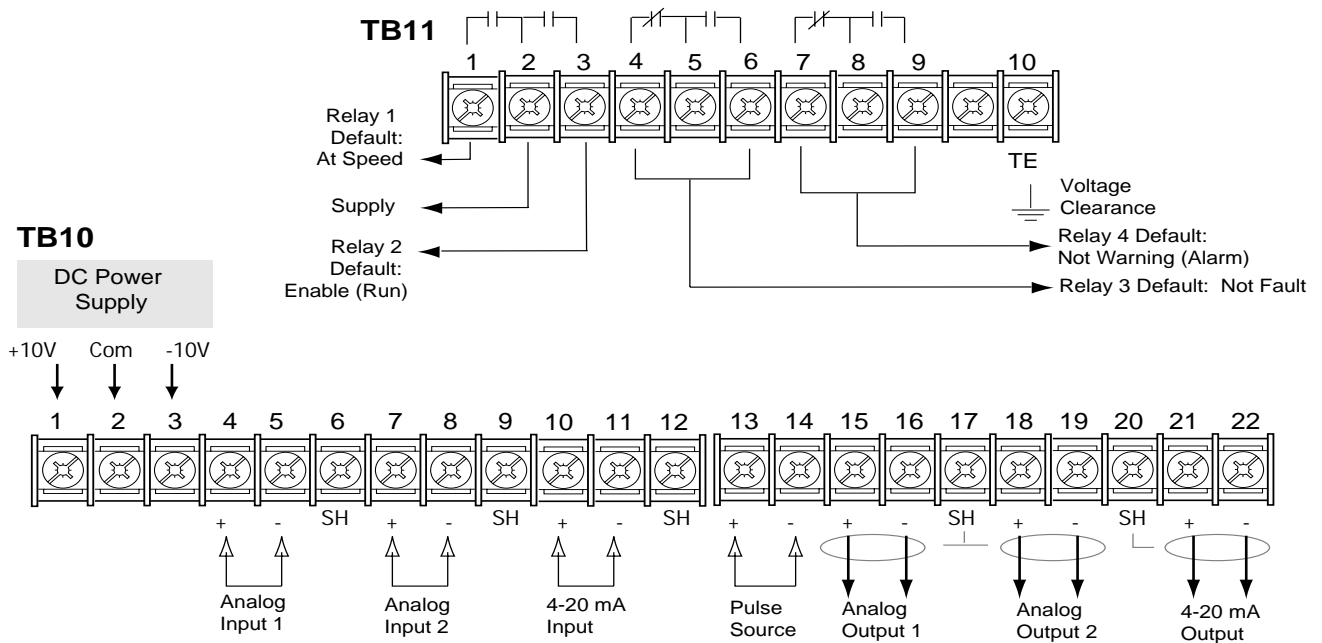 TB11
1 2 3 4 5 6 7 8 9 10
Relay 1
Default:
At Speed
Supply
Relay 2
Default:
Enable (Run)
TE
Voltage
Clearance
Relay 4 Default:
Not Warning (Alarm)
Relay 3 Default: Not Fault
TB10
DC Power
Supply
+10V Com -10V
1 2 3 4 5 6 7 8 9 10 11 12 13 14 15 16 17 18 19 20 21 22
+ - SH + - SH + - SH + - + - SH + - SH + -
Analog
Input 1
Analog
Input 2
4-20 mA
Input
Pulse
Source
Analog
Output 1
Analog
Output 2
4-20 mA
Output